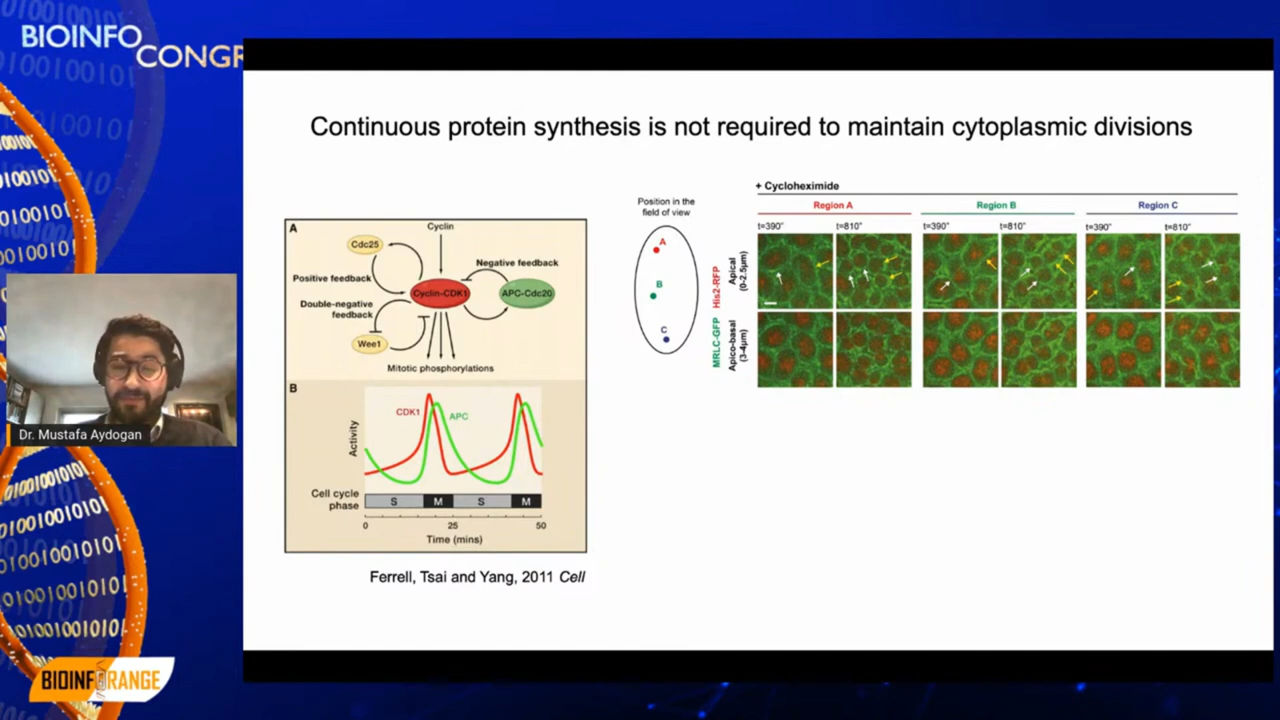 BIOINFO
CONGR
Continuous protein synthesis is not required to maintain cytoplasmic divisions
A
Cyclin
Cdc25
Positive feedback
Negative feedback
Cyclin-CDK1
APC-Cdc20
Double-negative
feedback
Wee1
Mitotic phosphorylations
B
CDK1
APC
Activity
Cell cycle
phase
S
M
S
M
0
25
50
Time (mins)
Ferrell, Tsai and Yang, 2011 Cell
Position in the
field of view
A
B
C
+ Cycloheximide
Region A
Region B
Region C
t=390"
t=810"
t=390"
t=810"
t=390"
t=810"
MRLC-GFP His2-RFP
Apical
(0-2.5μm)
Apico-basal
(3-4μm)
Dr. Mustafa Aydogan
BIOINFORANGE